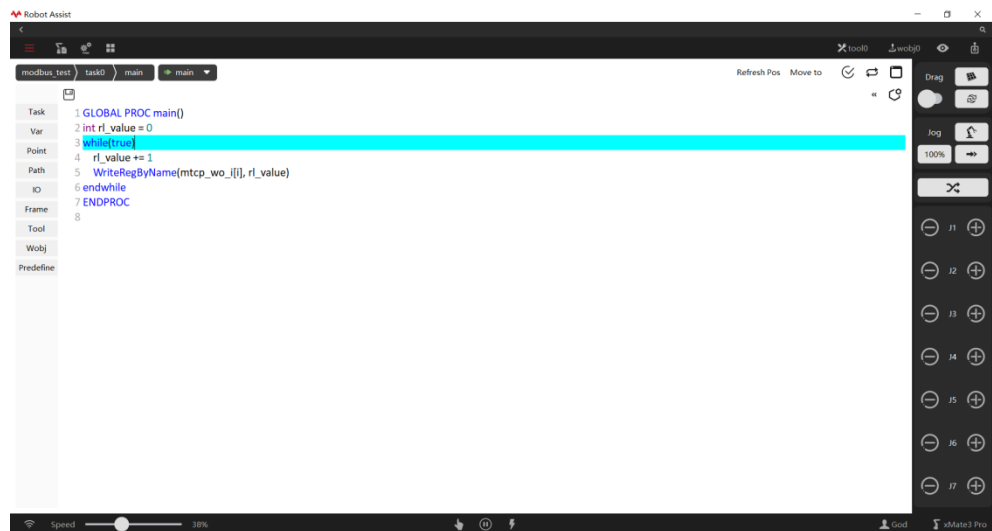 Robot Assist
tool0 wobj0
modbus_test task0 main main
Refresh Pos Move to
Task
Var
Point
Path
IO
Frame
Tool
Wobj
Predefine
1 GLOBAL PROC main()
2 int rl_value = 0
3 while(true)
4 rl_value += 1
5 WriteRegByName(mtcp_wo_i[i], rl_value)
6 endwhile
7 ENDPROC
8
Drag
Jog
100%
J1
J2
J3
J4
J5
J6
J7
Speed 38%
God xMate3 Pro